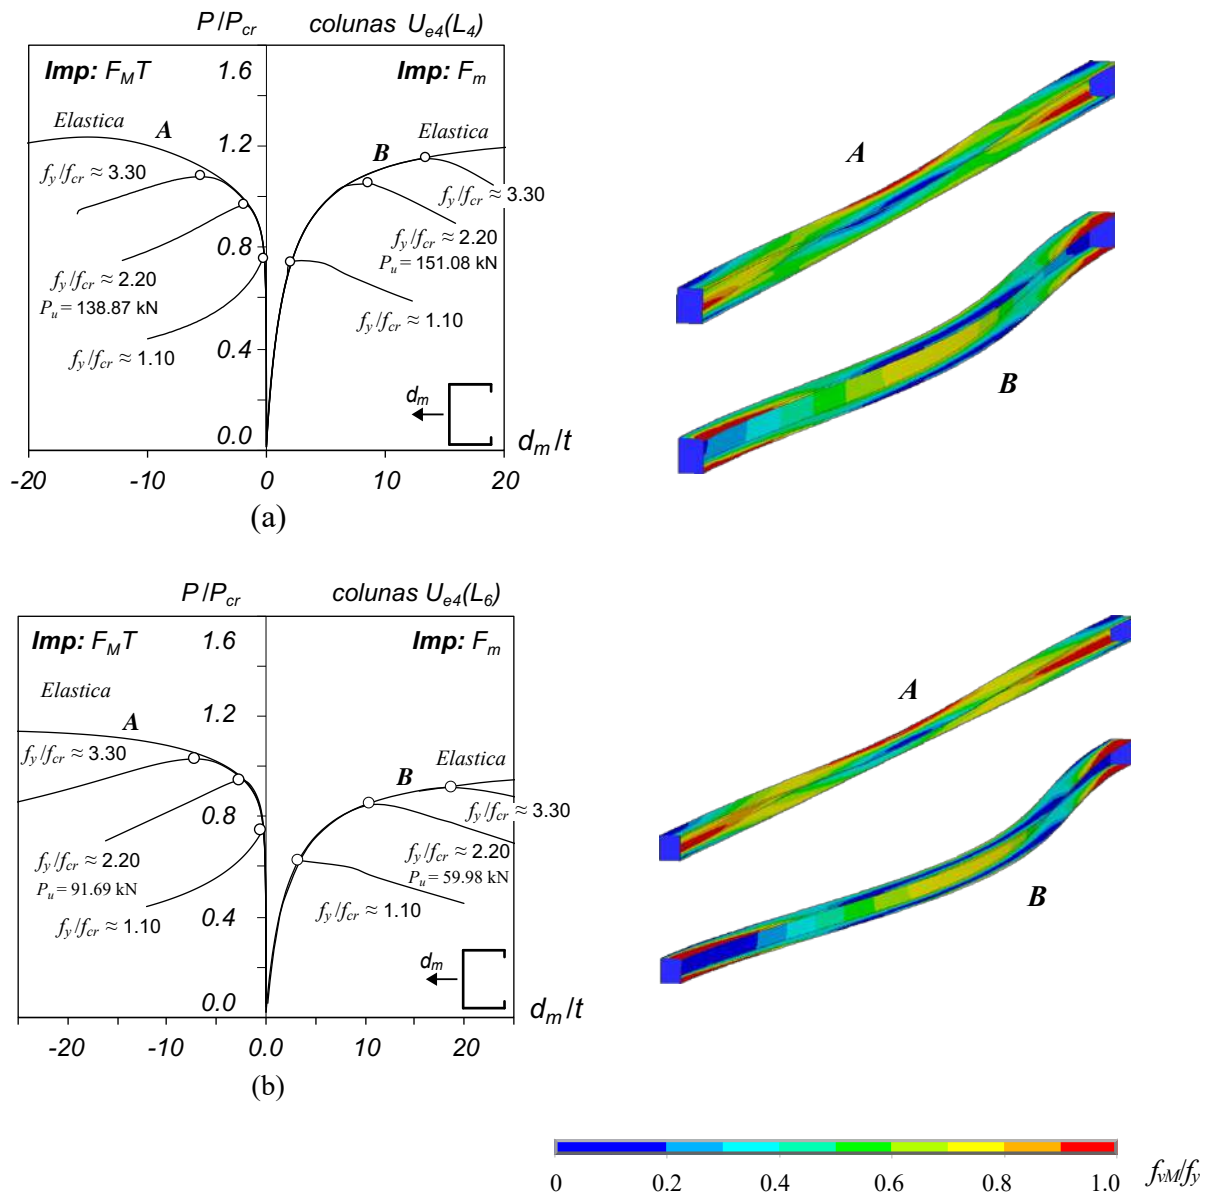 P/Pcr colunas Ue4(L4)
Imp: FMT 1.6 Imp: Fm
Elastica A 1.2 B Elastica
fy/fcr ≈ 3.30 fy/fcr ≈ 3.30
0.8 fy/fcr ≈ 2.20
Pu = 151.08 kN
fy/fcr ≈ 2.20
Pu = 138.87 kN
fy/fcr ≈ 1.10 0.4 fy/fcr ≈ 1.10
dm
0.0 dm/t
-20 -10 0 10 20
(a)
A
B
P/Pcr colunas Ue4(L6)
Imp: FMT 1.6 Imp: Fm
Elastica
A 1.2
fy/fcr ≈ 3.30 B Elastica
0.8 fy/fcr ≈ 3.30
fy/fcr ≈ 2.20 fy/fcr ≈ 2.20
Pu = 91.69 kN Pu = 59.98 kN
fy/fcr ≈ 1.10 0.4 fy/fcr ≈ 1.10
dm
0.0 dm/t
-20 -10 0.0 10 20
(b)
A
B
0 0.2 0.4 0.6 0.8 1.0 fvM/fy